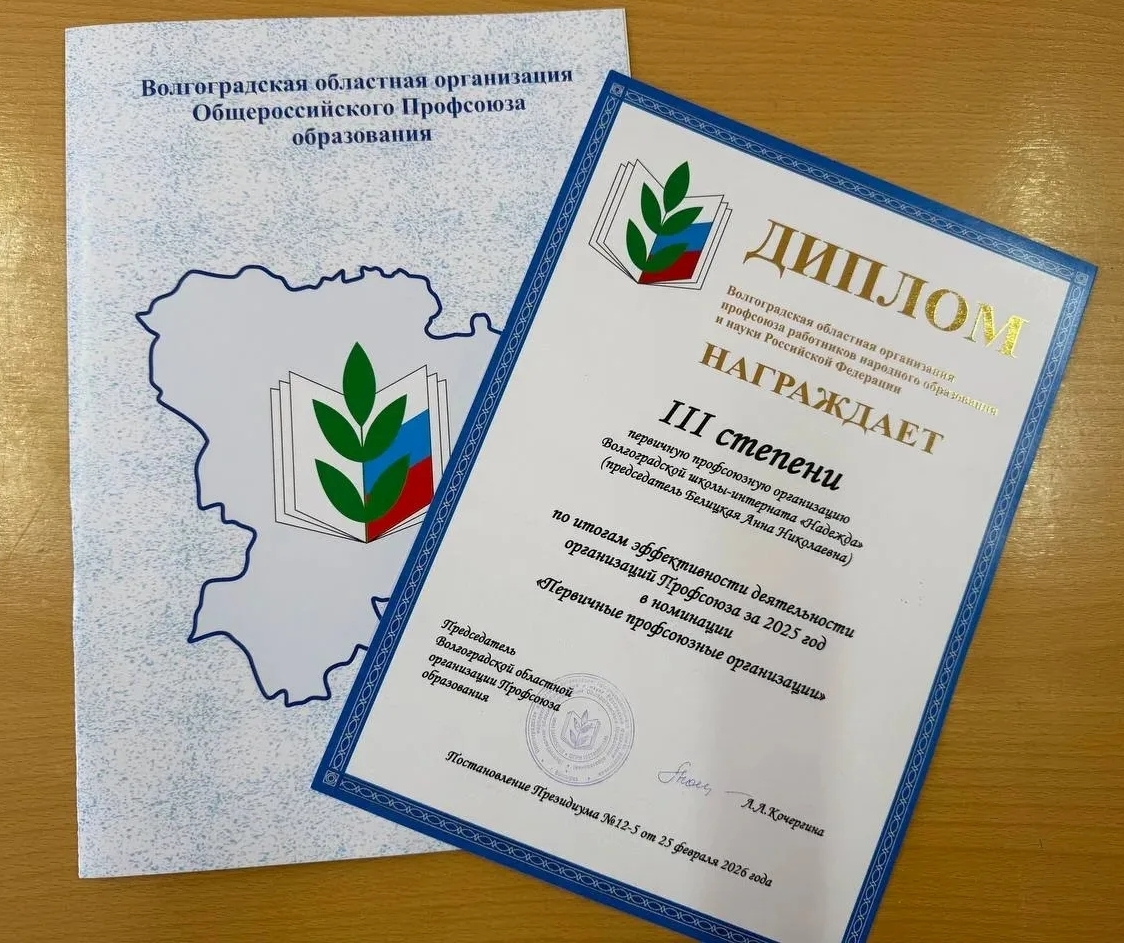 Волгоградская областная организация
Общероссийского Профсоюза
образования
ДИПЛОМ
Волгоградская областная организация
профсоюза работников народного образования
и науки Российской Федерации
НАГРАЖДАЕТ
III степени
первичную профсоюзную организацию
Волгоградской школы-интерната «Надежда»
(председатель Белицкая Анна Николаевна)
по итогам эффективности деятельности
организаций Профсоюза за 2025 год
в номинации
«Первичные профсоюзные организации»
Председатель
Волгоградской областной
организации Профсоюза
образования
А.А.Кочергина
Постановление Президиума №12-5 от 25 февраля 2026 года